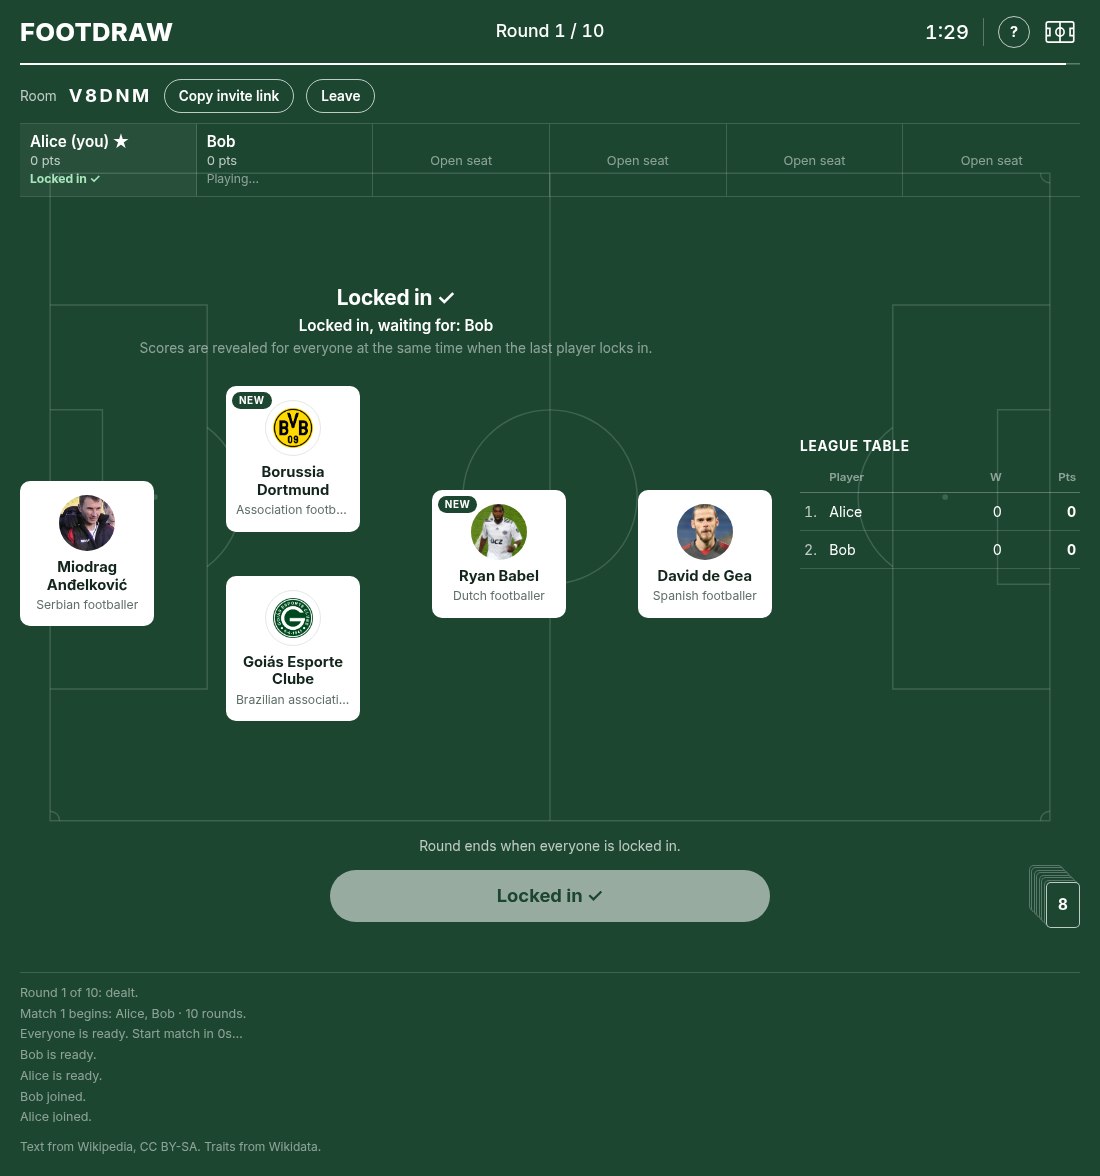 FOOTDRAW
Round 1 / 10
1:29
?
Room V8DNM Copy invite link Leave
Alice (you) ★
0 pts
Locked in ✓
Bob
0 pts
Playing...
Open seat
Open seat
Open seat
Open seat
Locked in ✓
Locked in, waiting for: Bob
Scores are revealed for everyone at the same time when the last player locks in.
Miodrag
Anđelković
Serbian footballer
NEW
BVB
09
Borussia
Dortmund
Association footb...
Goiás Esporte
Clube
Brazilian associati...
NEW
Ryan Babel
Dutch footballer
David de Gea
Spanish footballer
LEAGUE TABLE
Player W Pts
1. Alice 0 0
2. Bob 0 0
Round ends when everyone is locked in.
Locked in ✓
8
Round 1 of 10: dealt.
Match 1 begins: Alice, Bob · 10 rounds.
Everyone is ready. Start match in 0s...
Bob is ready.
Alice is ready.
Bob joined.
Alice joined.
Text from Wikipedia, CC BY-SA. Traits from Wikidata.